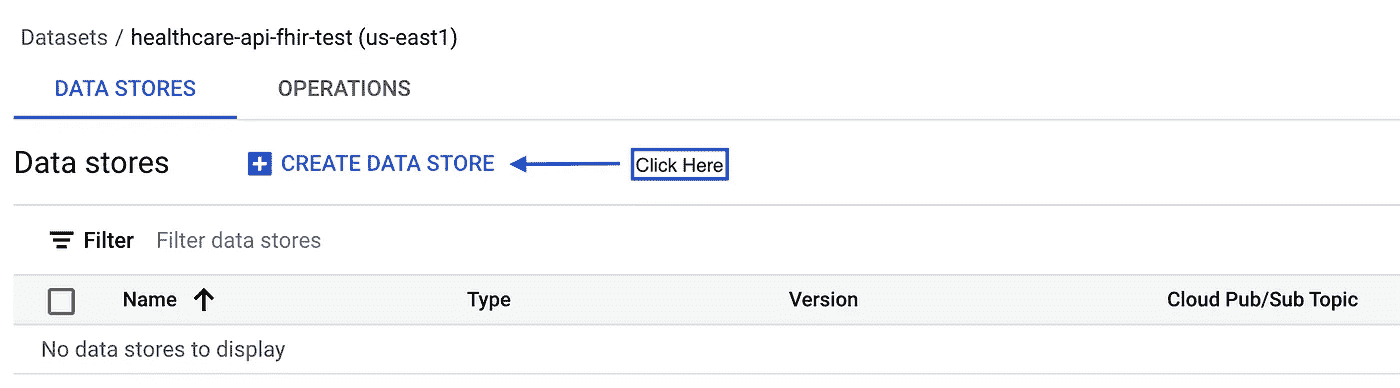 Datasets / healthcare-api-fhir-test (us-east1)
DATA STORES OPERATIONS
Data stores CREATE DATA STORE Click Here
Filter Filter data stores
Name Type Version Cloud Pub/Sub Topic
No data stores to display